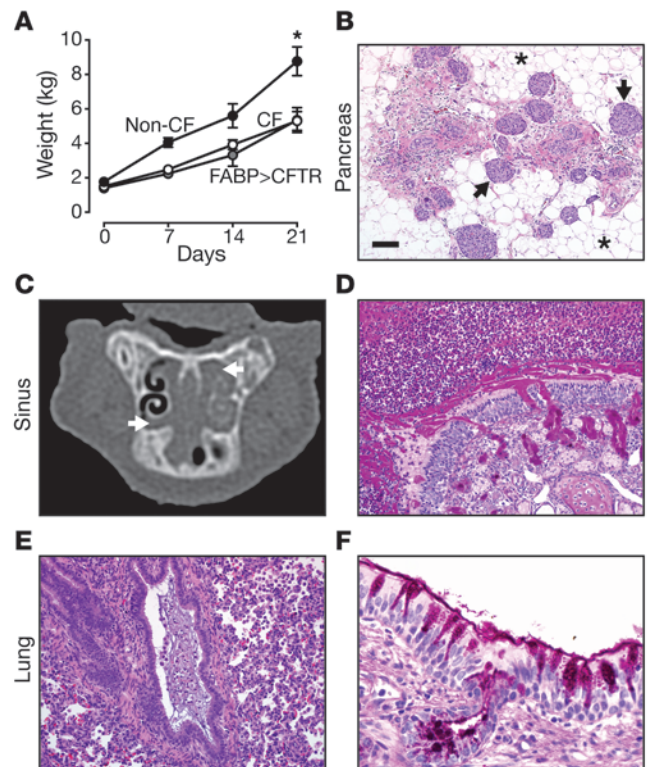 A
Weight (kg)
10
8
6
4
2
0
*
Non-CF
CF
FABP>CFTR
0 7 14 21
Days
B
Pancreas
*
*
C
Sinus
D
E
Lung
F